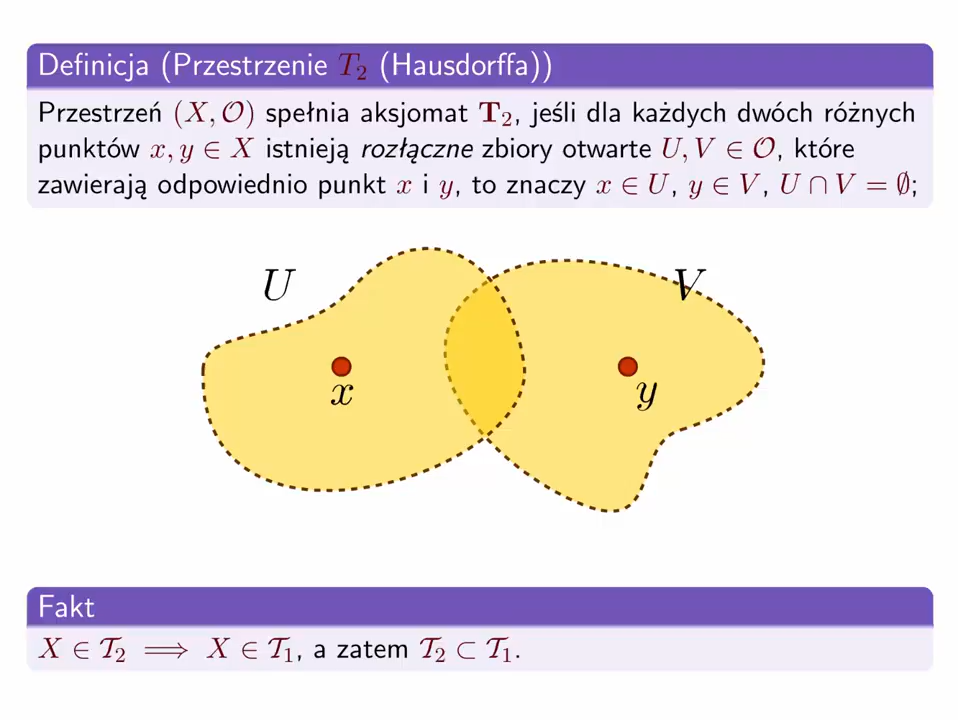 Definicja (Przestrzenie T₂ (Hausdorffa))
Przestrzeń (X, 𝒪) spełnia aksjomat T₂, jeśli dla każdych dwóch różnych
punktów x, y ∈ X istnieją rozłączne zbiory otwarte U, V ∈ 𝒪, które
zawierają odpowiednio punkt x i y, to znaczy x ∈ U, y ∈ V, U ∩ V = ∅;
U V
x y
Fakt
X ∈ 𝒯₂ ⟹ X ∈ 𝒯₁, a zatem 𝒯₂ ⊂ 𝒯₁.